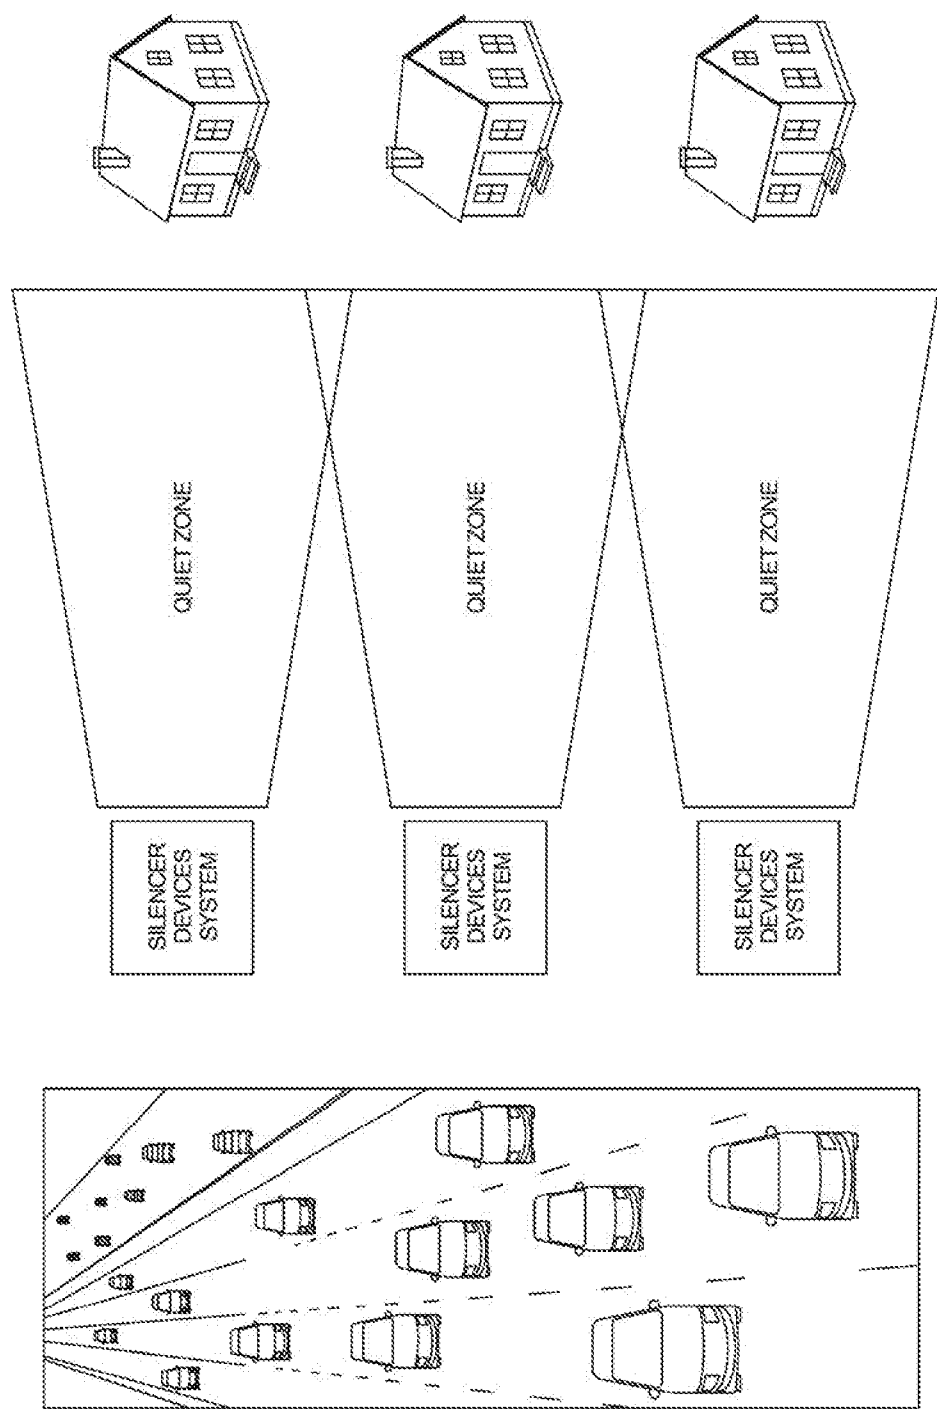 QUIET ZONE
QUIET ZONE
QUIET ZONE
SILENCER
DEVICES
SYSTEM
SILENCER
DEVICES
SYSTEM
SILENCER
DEVICES
SYSTEM